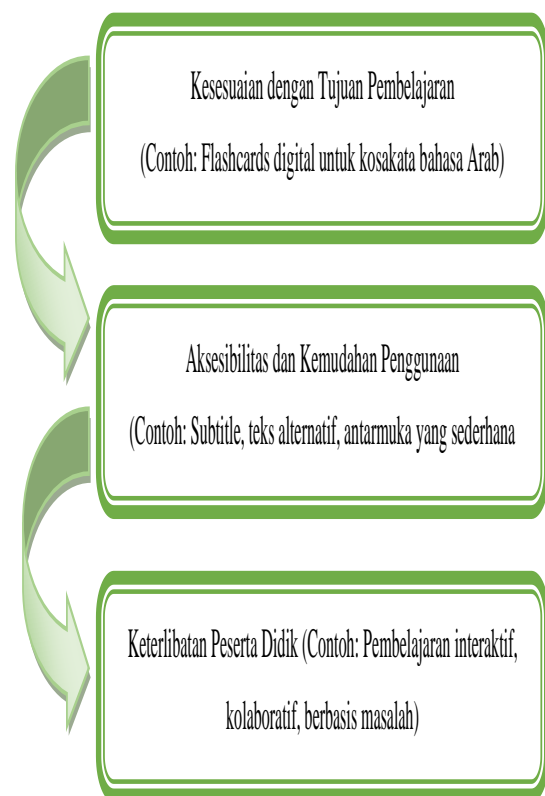 Kesesuaian dengan Tujuan Pembelajaran
(Contoh: Flashcards digital untuk kosakata bahasa Arab)
Aksesibilitas dan Kemudahan Penggunaan
(Contoh: Subtitle, teks alternatif, antarmuka yang sederhana
Keterlibatan Peserta Didik (Contoh: Pembelajaran interaktif,
kolaboratif, berbasis masalah)